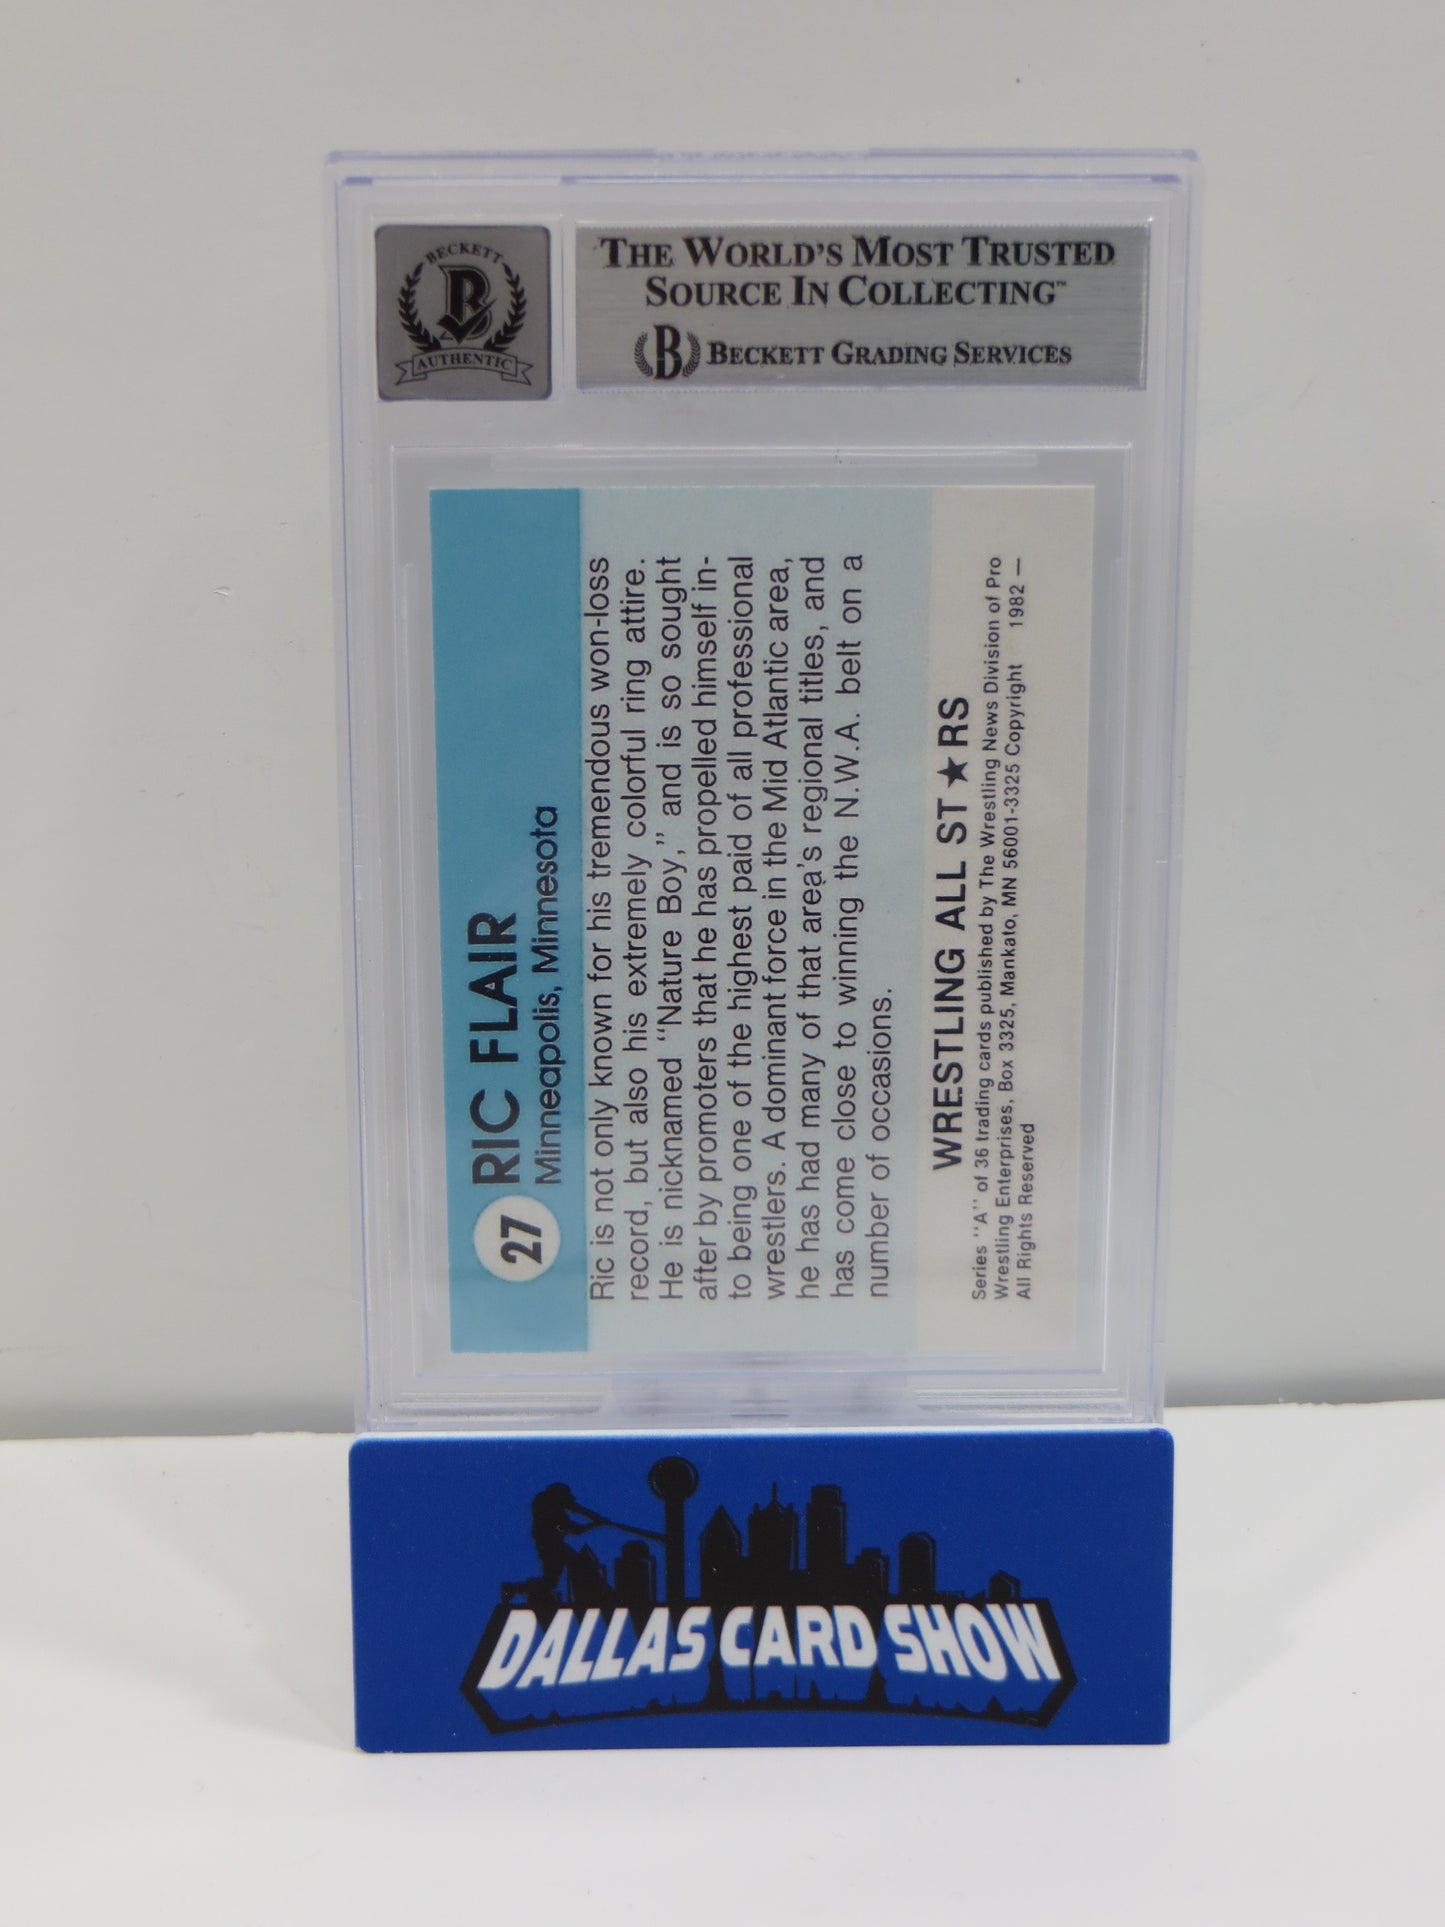 BECKETT
B
AUTHENTIC
THE WORLD'S MOST TRUSTED
SOURCE IN COLLECTING™
B BECKETT GRADING SERVICES
27 RIC FLAIR
Minneapolis, Minnesota
Ric is not only known for his tremendous won-loss
record, but also his extremely colorful ring attire.
He is nicknamed "Nature Boy," and is so sought
after by promoters that he has propelled himself in-
to being one of the highest paid of all professional
wrestlers. A dominant force in the Mid Atlantic area,
he has had many of that area's regional titles, and
has come close to winning the N.W.A. belt on a
number of occasions.
WRESTLING ALL ST★RS
Series "A" of 36 trading cards published by The Wrestling News Division of Pro
Wrestling Enterprises, Box 3325, Mankato, MN 56001-3325 Copyright 1982 —
All Rights Reserved
DALLAS CARD SHOW